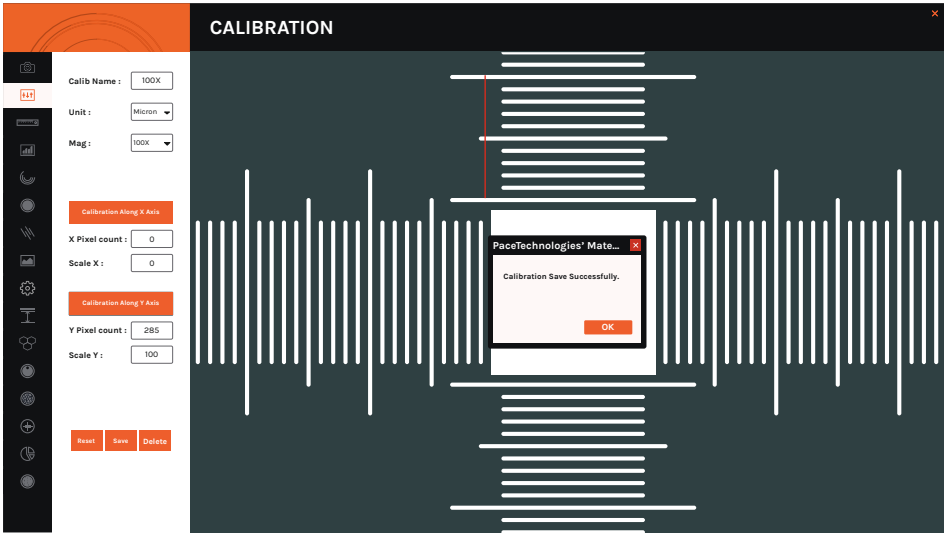 CALIBRATION
×
Calib Name : 100X
Unit : Micron
Mag : 100X
Calibration Along X Axis
X Pixel count : 0
Scale X : 0
Calibration Along Y Axis
Y Pixel count : 285
Scale Y : 100
Reset Save Delete
PaceTechnologies’ Mate... ×
Calibration Save Successfully.
OK